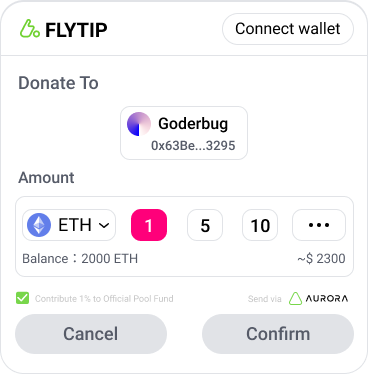 FLYTIP
Connect wallet
Donate To
Goderbug
0x63Be...3295
Amount
ETH 1 5 10 •••
Balance：2000 ETH ~$ 2300
Contribute 1% to Official Pool Fund Send via AURORA
Cancel Confirm